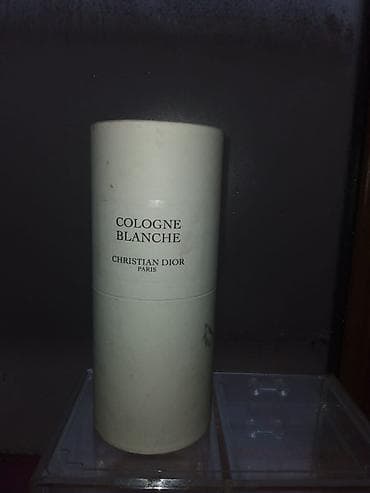 COLOGNE
BLANCHE
CHRISTIAN DIOR
PARIS